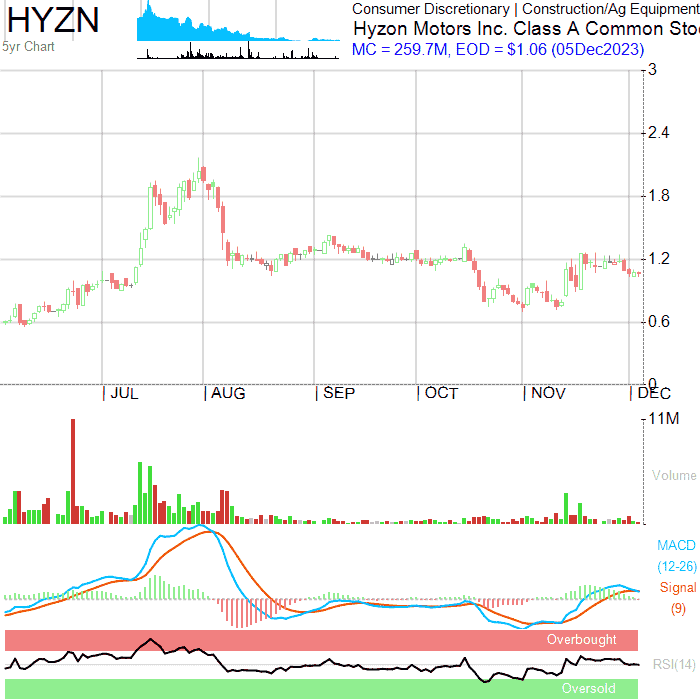 HYZN
5yr Chart
Consumer Discretionary | Construction/Ag Equipment
Hyzon Motors Inc. Class A Common Sto
MC = 259.7M, EOD = $1.06 (05Dec2023)
3
2.4
1.8
1.2
0.6
0
JUL AUG SEP OCT NOV DEC
11M
Volume
MACD
(12-26)
Signal
(9)
Overbought
RSI(14)
Oversold